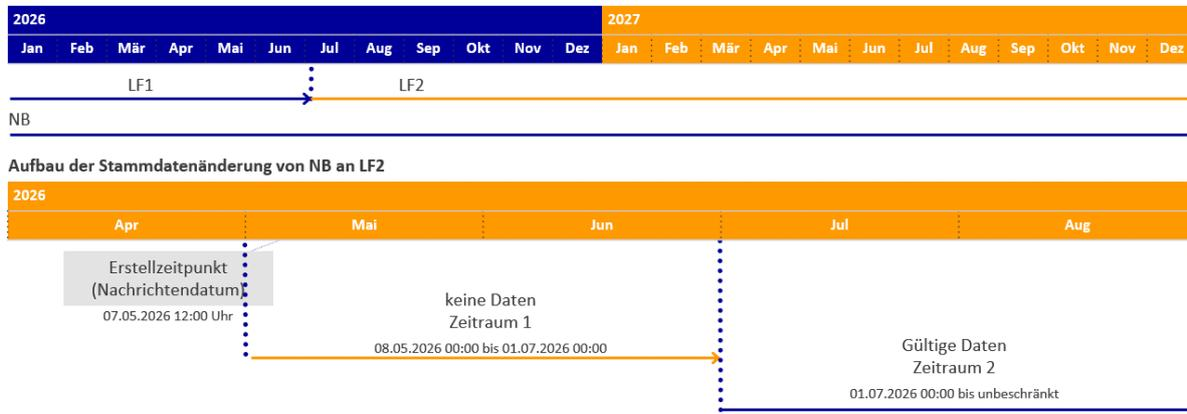 2026 2027
Jan Feb Mär Apr Mai Jun Jul Aug Sep Okt Nov Dez Jan Feb Mär Apr Mai Jun Jul Aug Sep Okt Nov Dez
LF1 LF2
NB
Aufbau der Stammdatenänderung von NB an LF2
2026
Apr Mai Jun Jul Aug
Erstellzeitpunkt
(Nachrichtendatum)
07.05.2026 12:00 Uhr
keine Daten
Zeitraum 1
08.05.2026 00:00 bis 01.07.2026 00:00
Gültige Daten
Zeitraum 2
01.07.2026 00:00 bis unbeschränkt